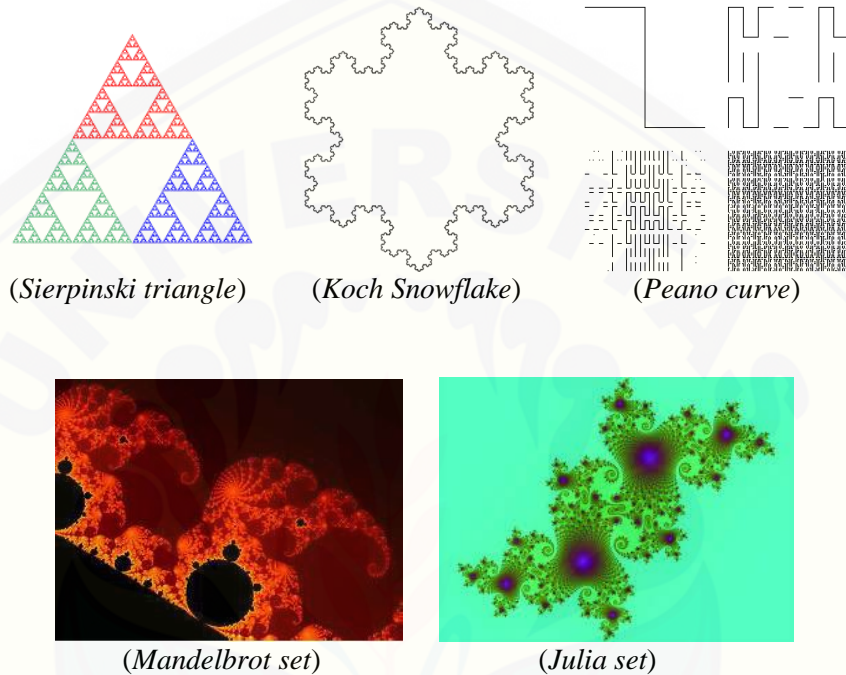 (Sierpinski triangle) (Koch Snowflake) (Peano curve)
(Mandelbrot set) (Julia set)